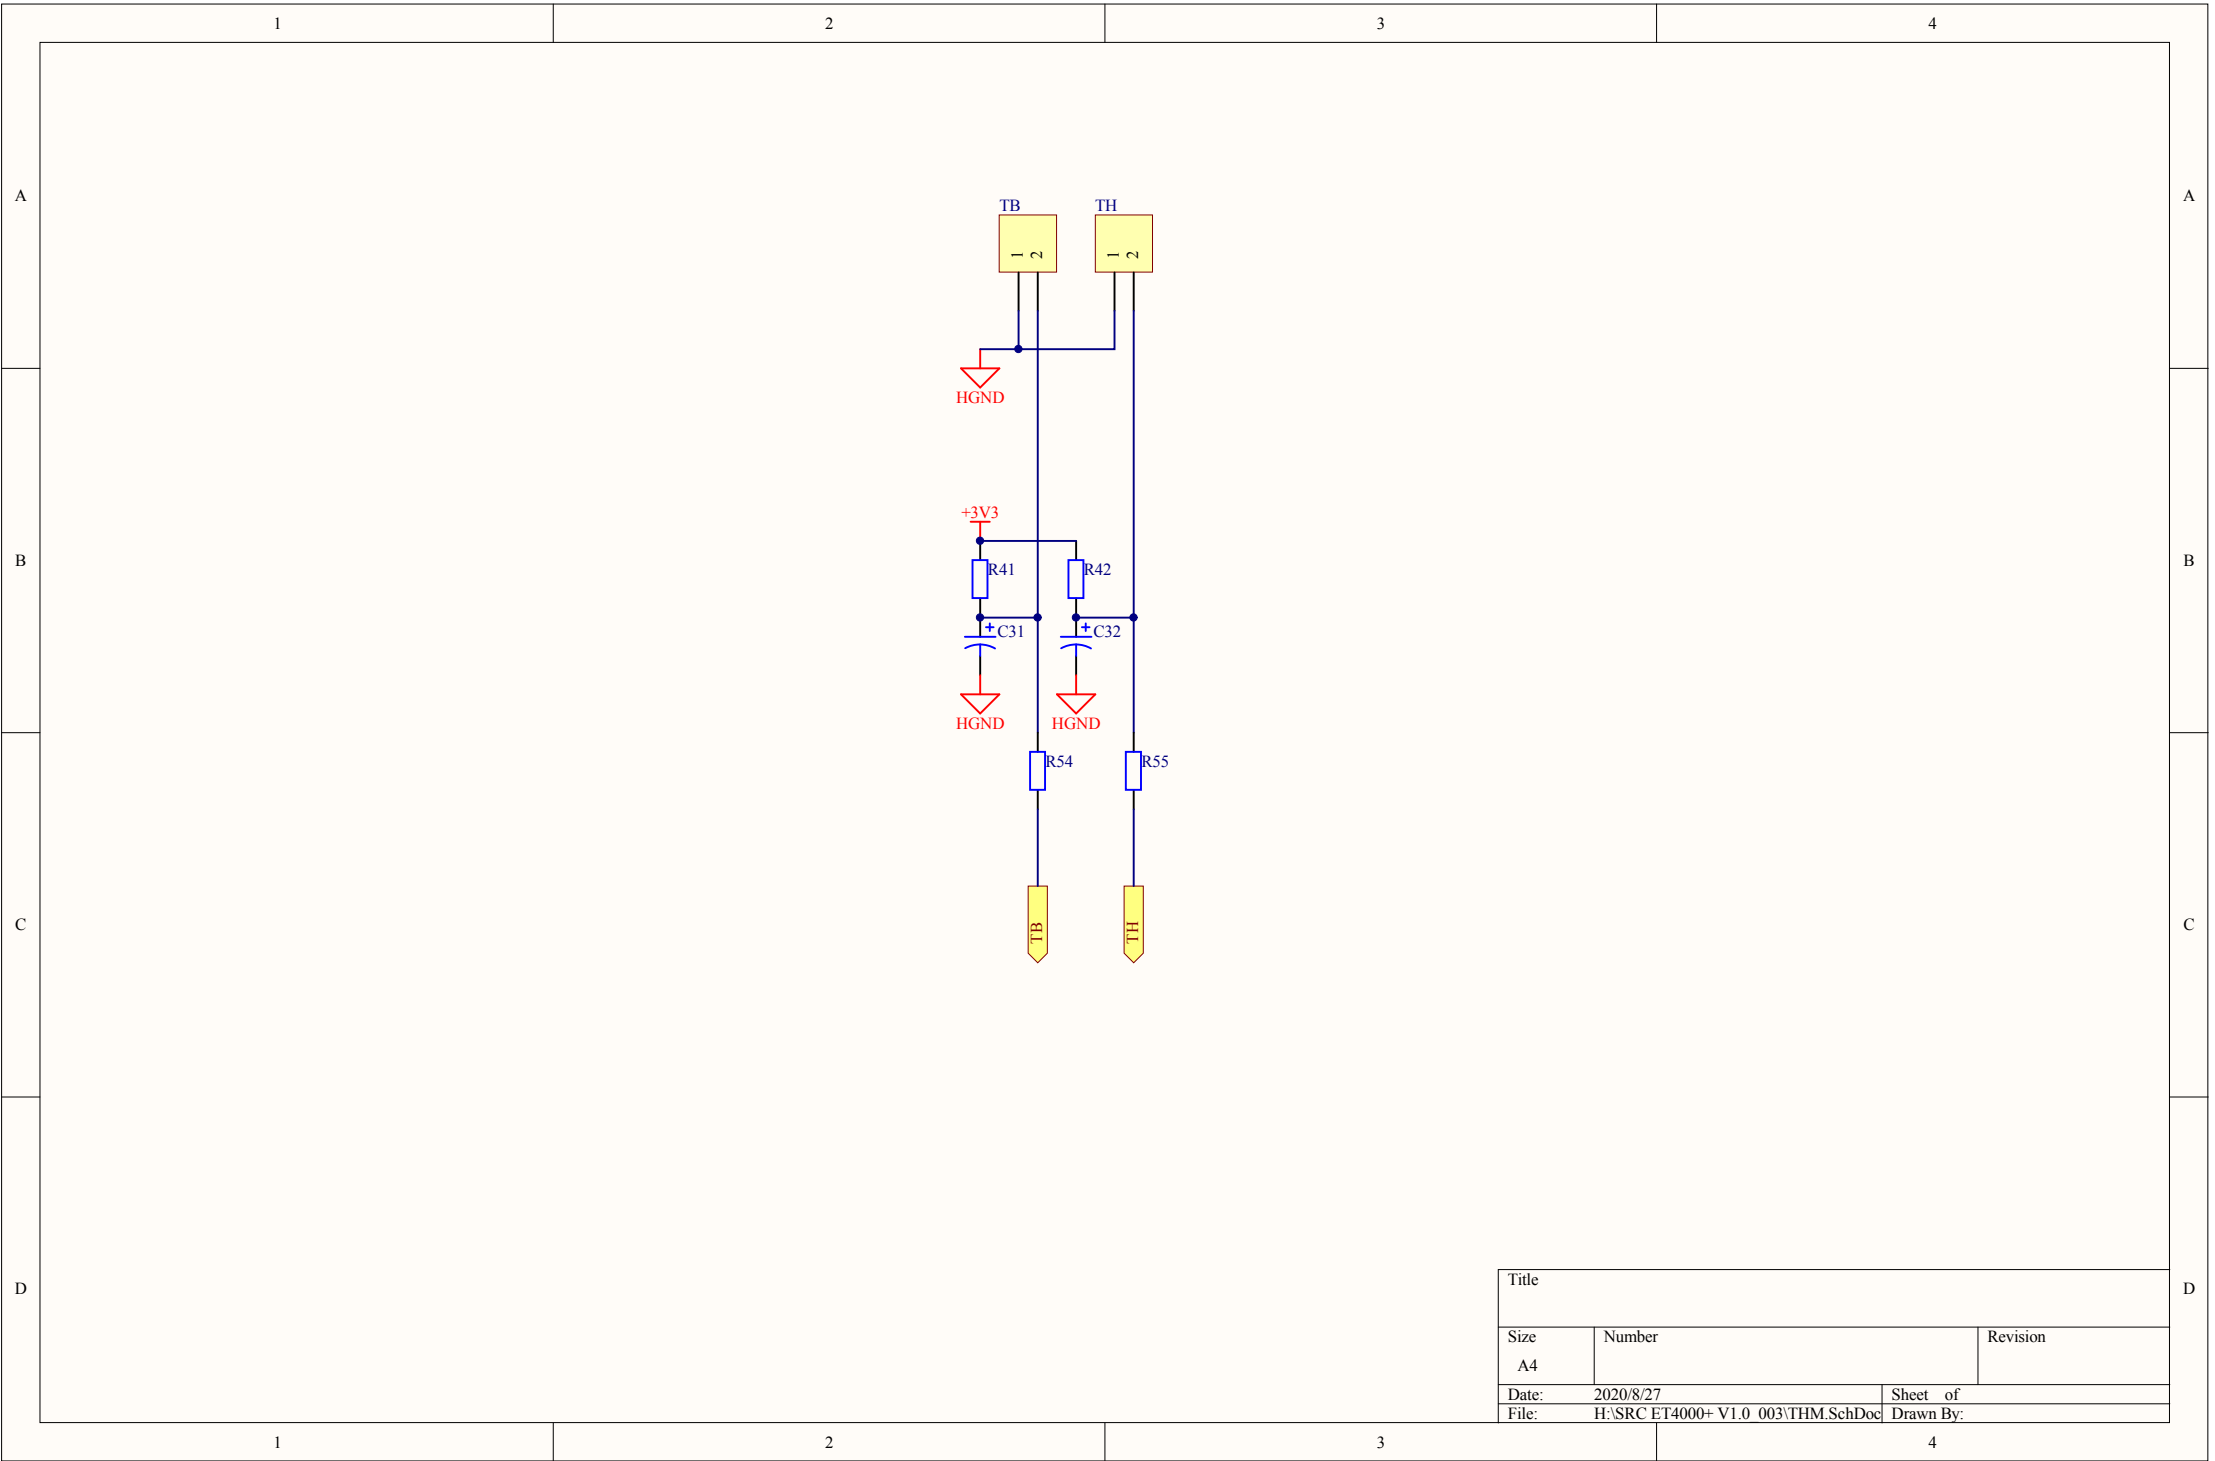 1 2 3 4
A A
TB TH
1 2 1 2
HGND
+3V3
B B
R41 R42
+ C31 + C32
HGND HGND
R54 R55
C C
TB TH
D D
Title
Size Number Revision
A4
Date: 2020/8/27 Sheet of
File: H:\SRC ET4000+ V1.0_003\THM.SchDoc Drawn By:
1 2 3 4